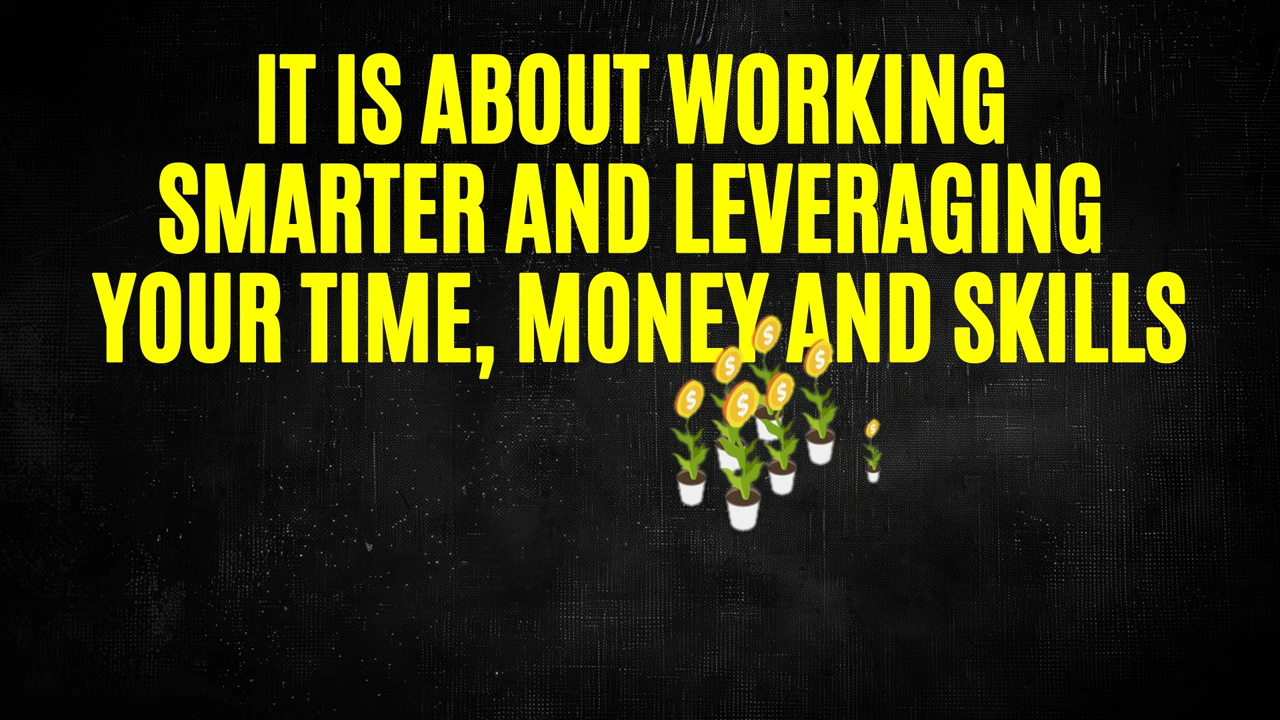 IT IS ABOUT WORKING
SMARTER AND LEVERAGING
YOUR TIME, MONEY AND SKILLS
$
$
$
$
$
$
$